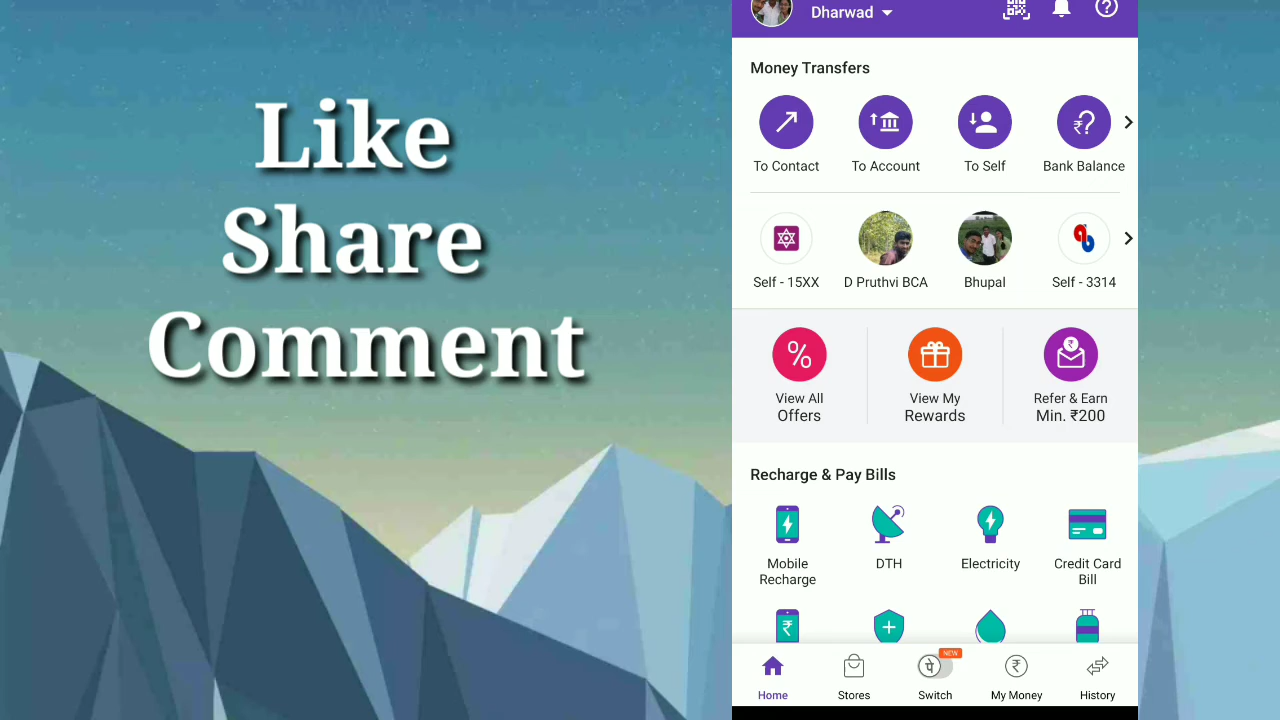 Like
Share
Comment
Dharwad
Money Transfers
To Contact
To Account
To Self
Bank Balance
Self - 15XX
D Pruthvi BCA
Bhupal
Self - 3314
View All
Offers
View My
Rewards
Refer & Earn
Min. ₹200
Recharge & Pay Bills
Mobile
Recharge
DTH
Electricity
Credit Card
Bill
NEW
पे
Home
Stores
Switch
My Money
History